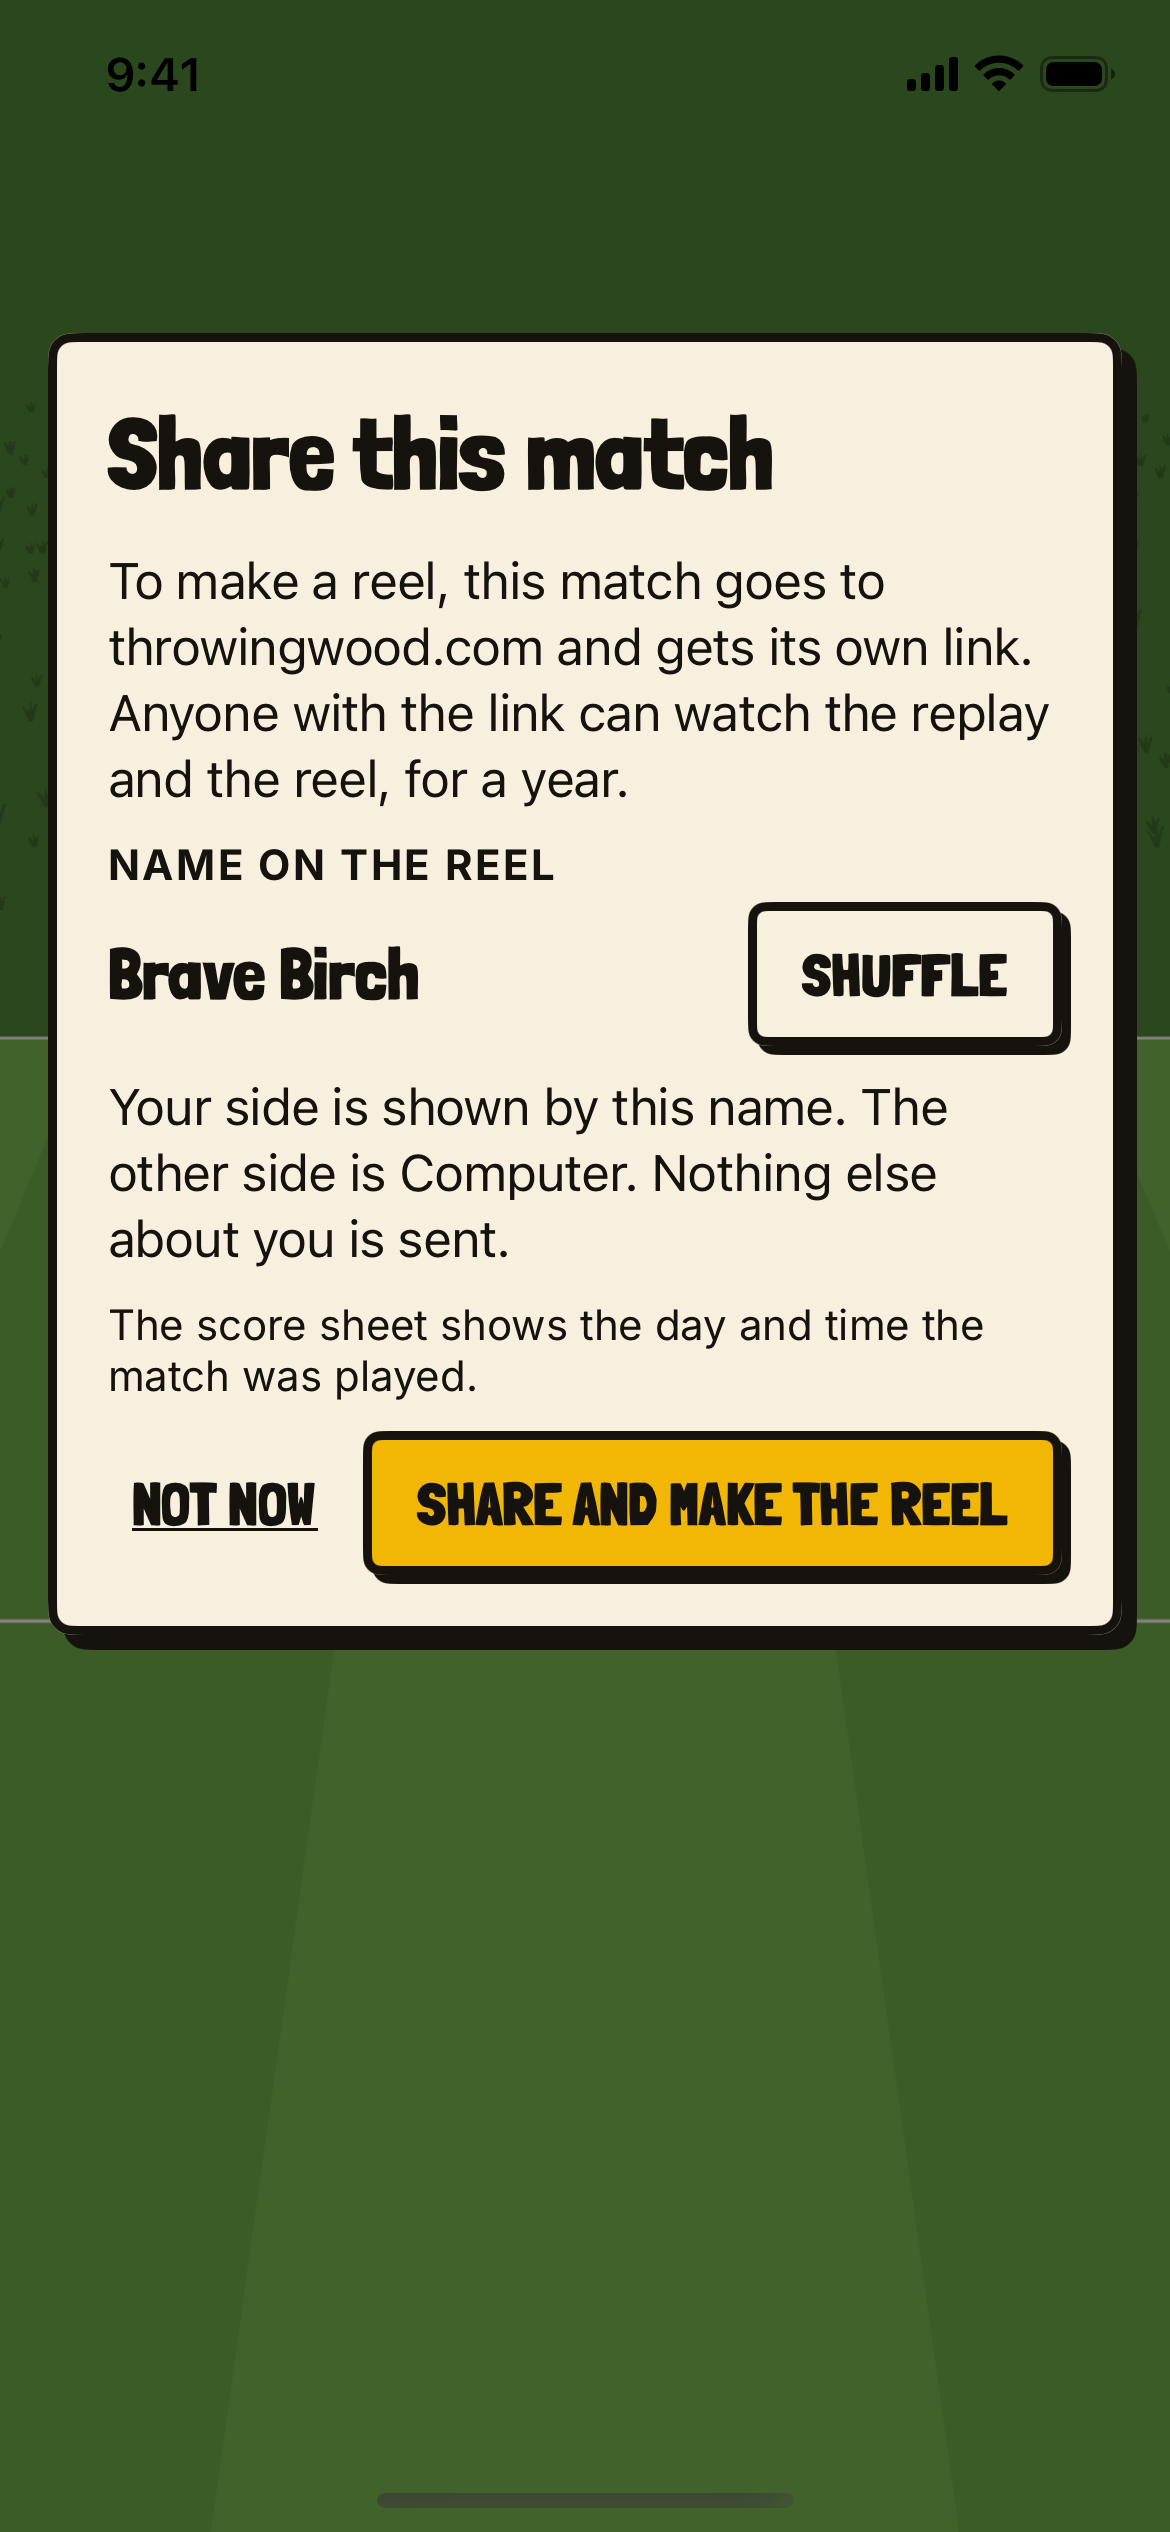 9:41
Share this match
To make a reel, this match goes to
throwingwood.com and gets its own link.
Anyone with the link can watch the replay
and the reel, for a year.
NAME ON THE REEL
Brave Birch
SHUFFLE
Your side is shown by this name. The
other side is Computer. Nothing else
about you is sent.
The score sheet shows the day and time the
match was played.
NOT NOW
SHARE AND MAKE THE REEL